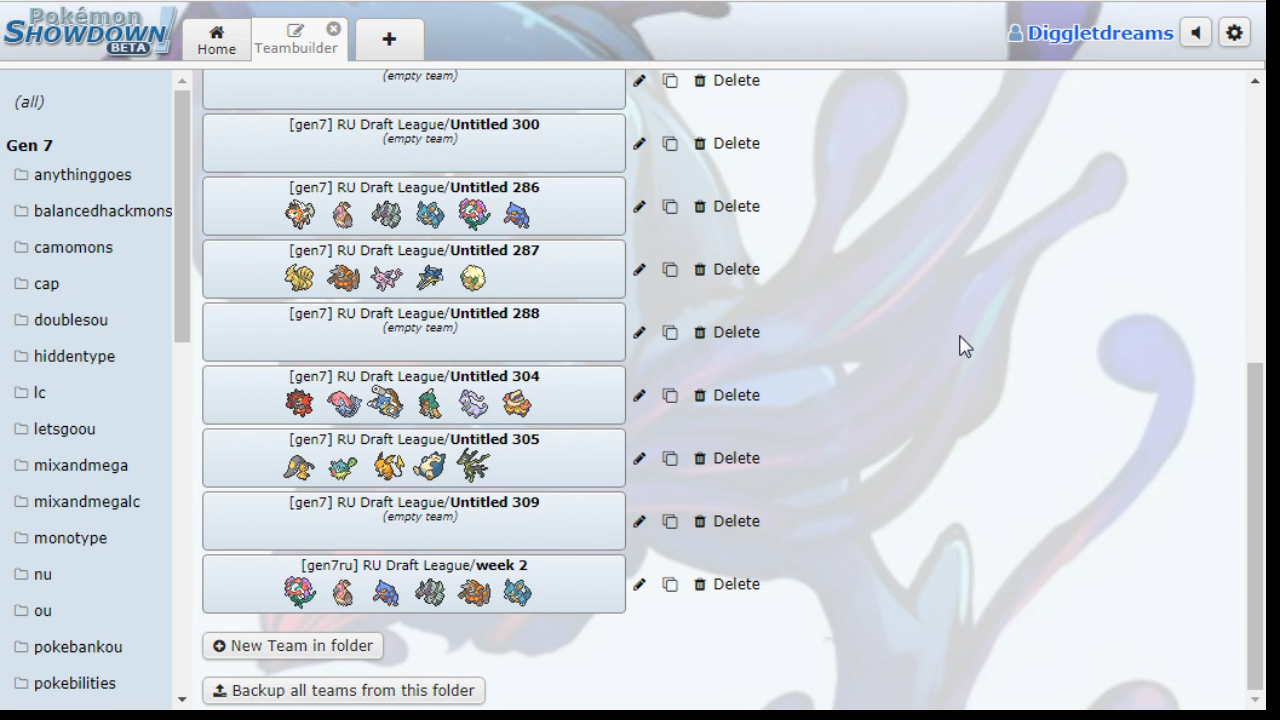 Pokémon
SHOWDOWN!
BETA
Home
Teambuilder
+
Diggletdreams
(all)
Gen 7
anythinggoes
balancedhackmons
camomons
cap
doublesou
hiddentype
lc
letsgoou
mixandmega
mixandmegalc
monotype
nu
ou
pokebankou
pokebilities
(empty team)
Delete
[gen7] RU Draft League/Untitled 300
(empty team)
Delete
[gen7] RU Draft League/Untitled 286
Delete
[gen7] RU Draft League/Untitled 287
Delete
[gen7] RU Draft League/Untitled 288
(empty team)
Delete
[gen7] RU Draft League/Untitled 304
Delete
[gen7] RU Draft League/Untitled 305
Delete
[gen7] RU Draft League/Untitled 309
(empty team)
Delete
[gen7ru] RU Draft League/week 2
Delete
New Team in folder
Backup all teams from this folder